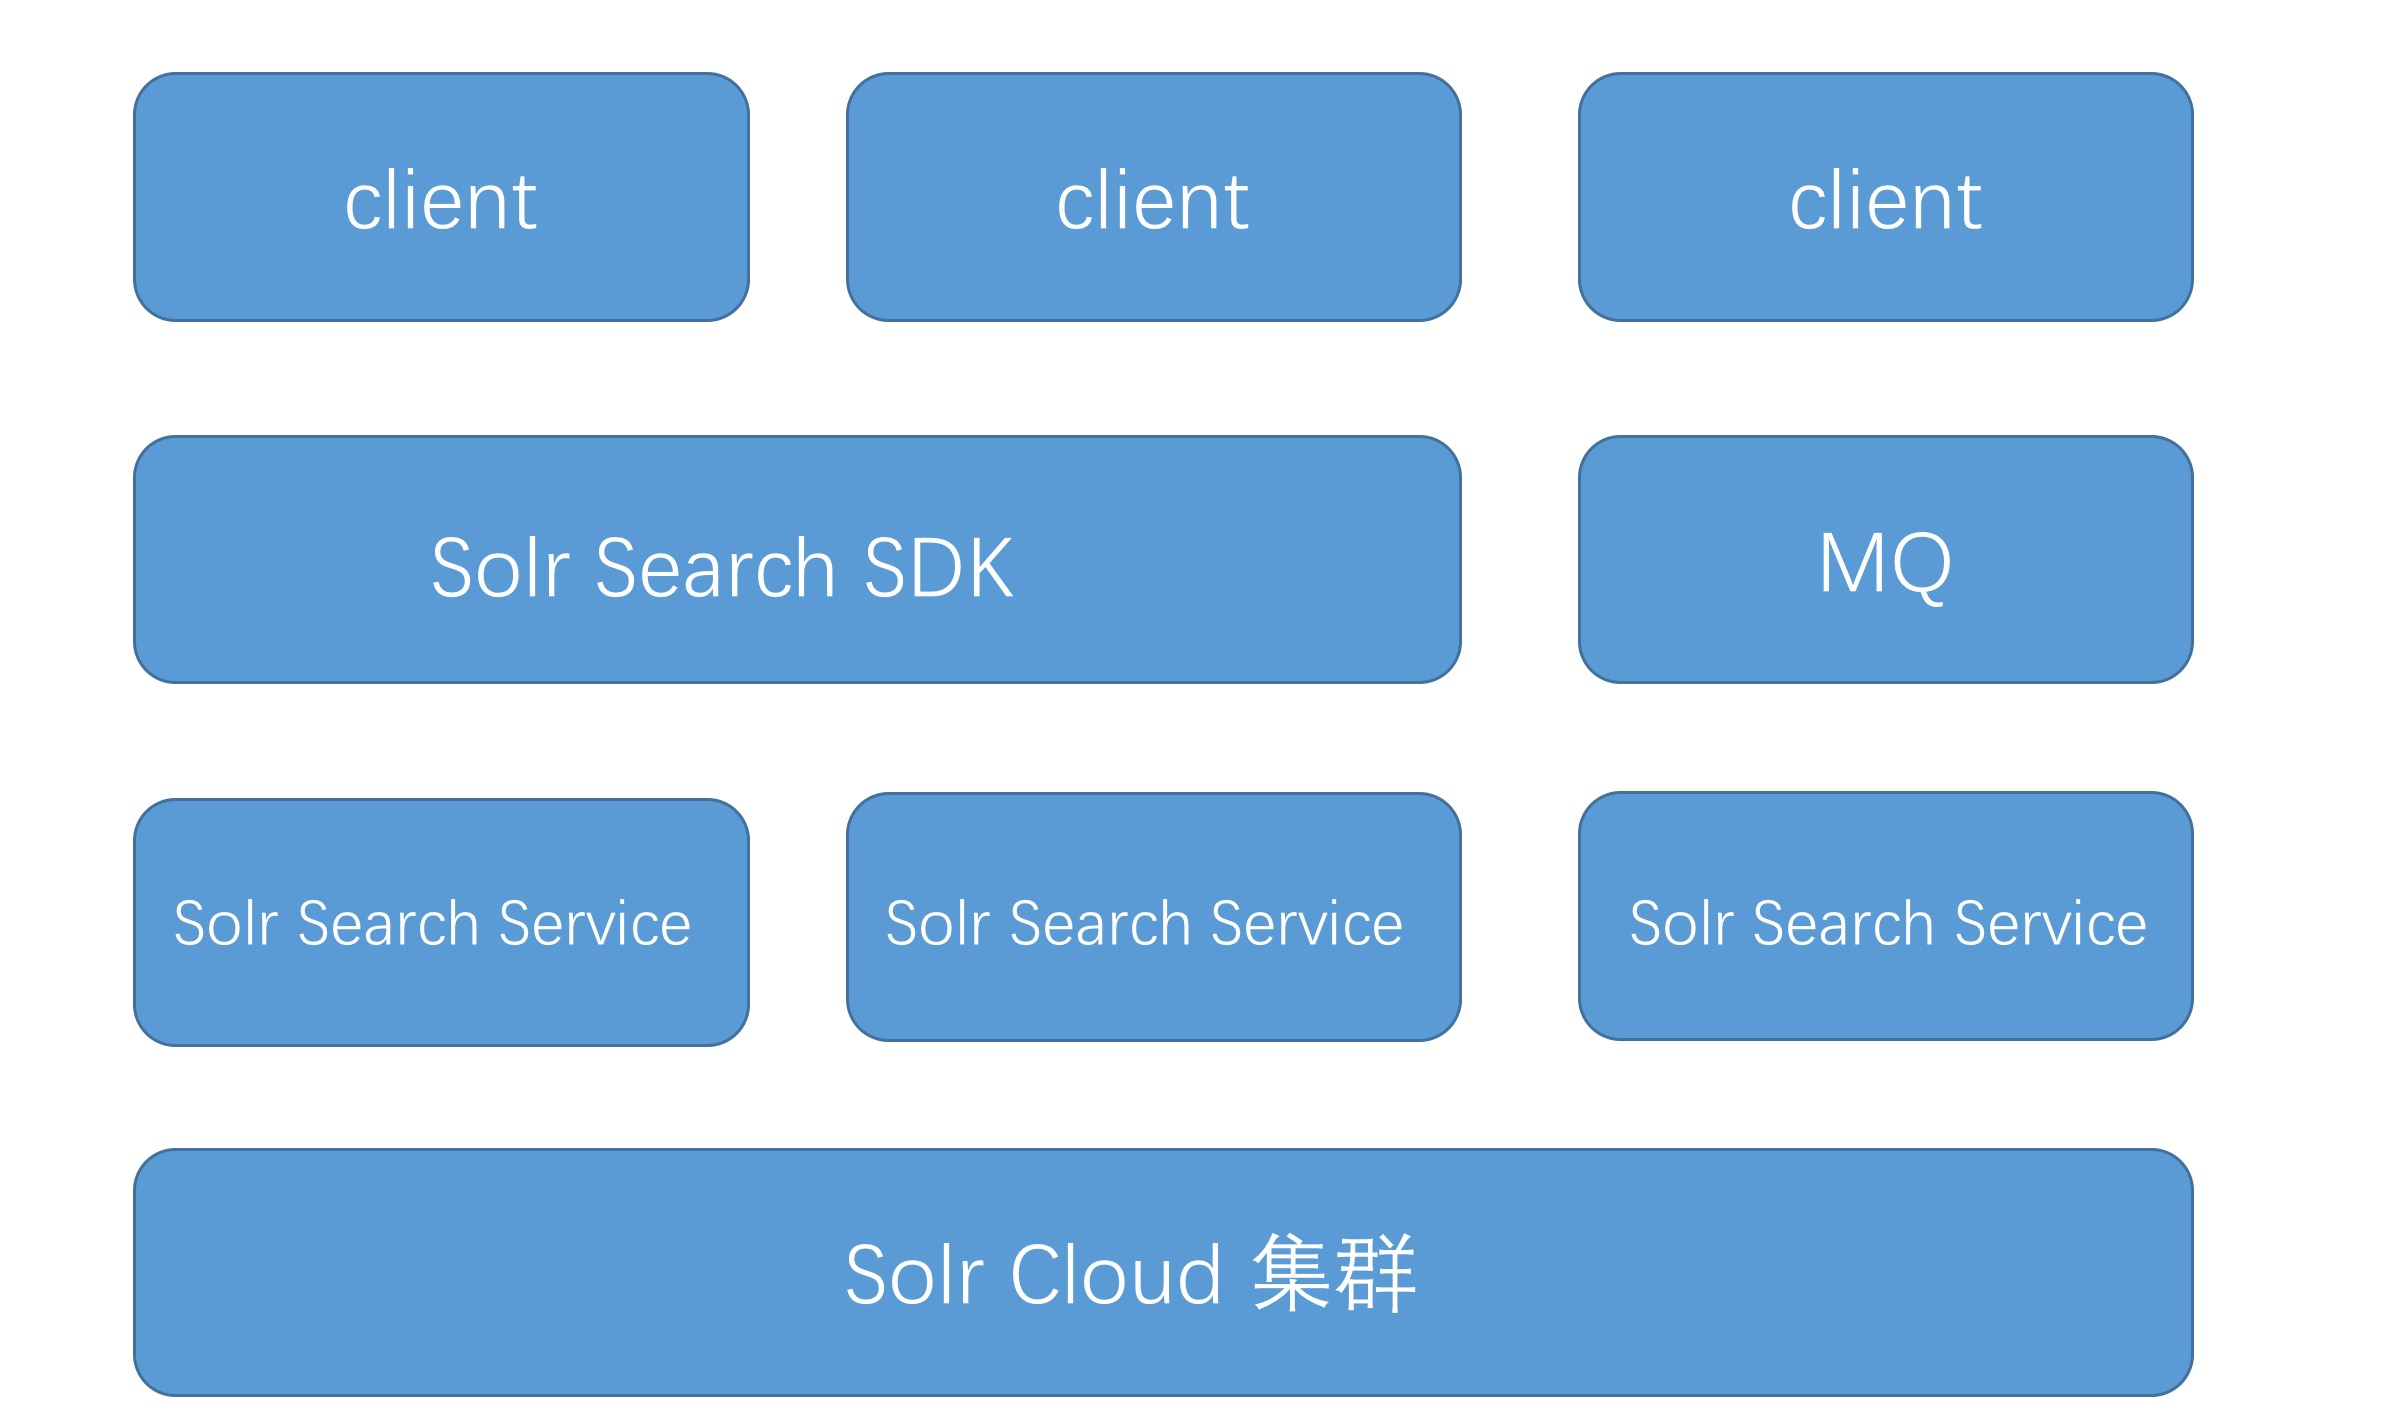 client
client
client
Solr Search SDK
MQ
Solr Search Service
Solr Search Service
Solr Search Service
Solr Cloud 集群